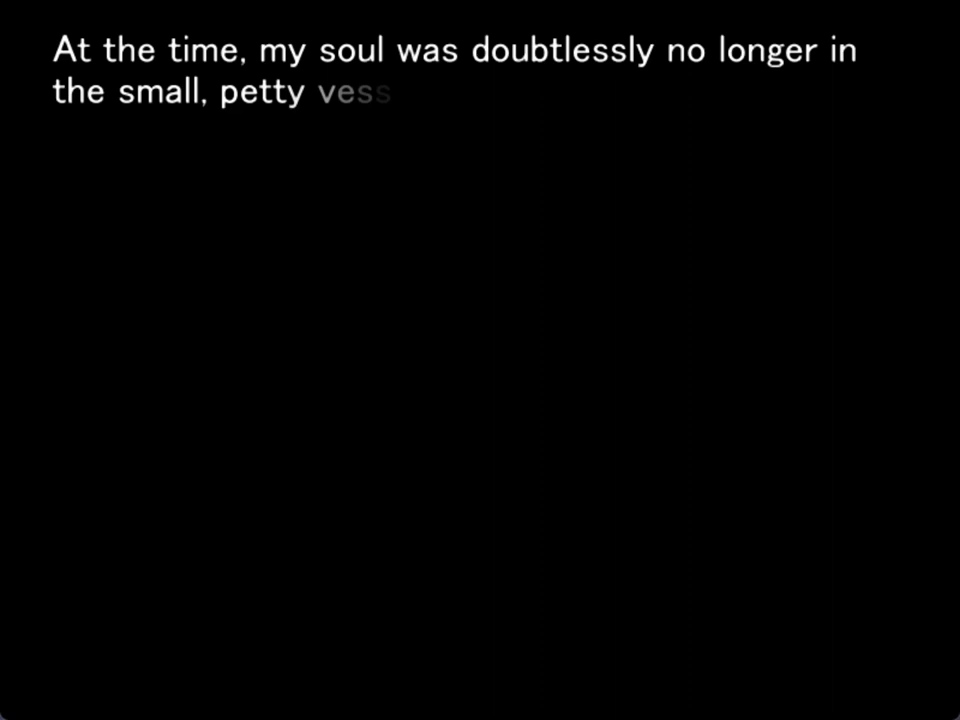 At the time, my soul was doubtlessly no longer in
the small, petty vess